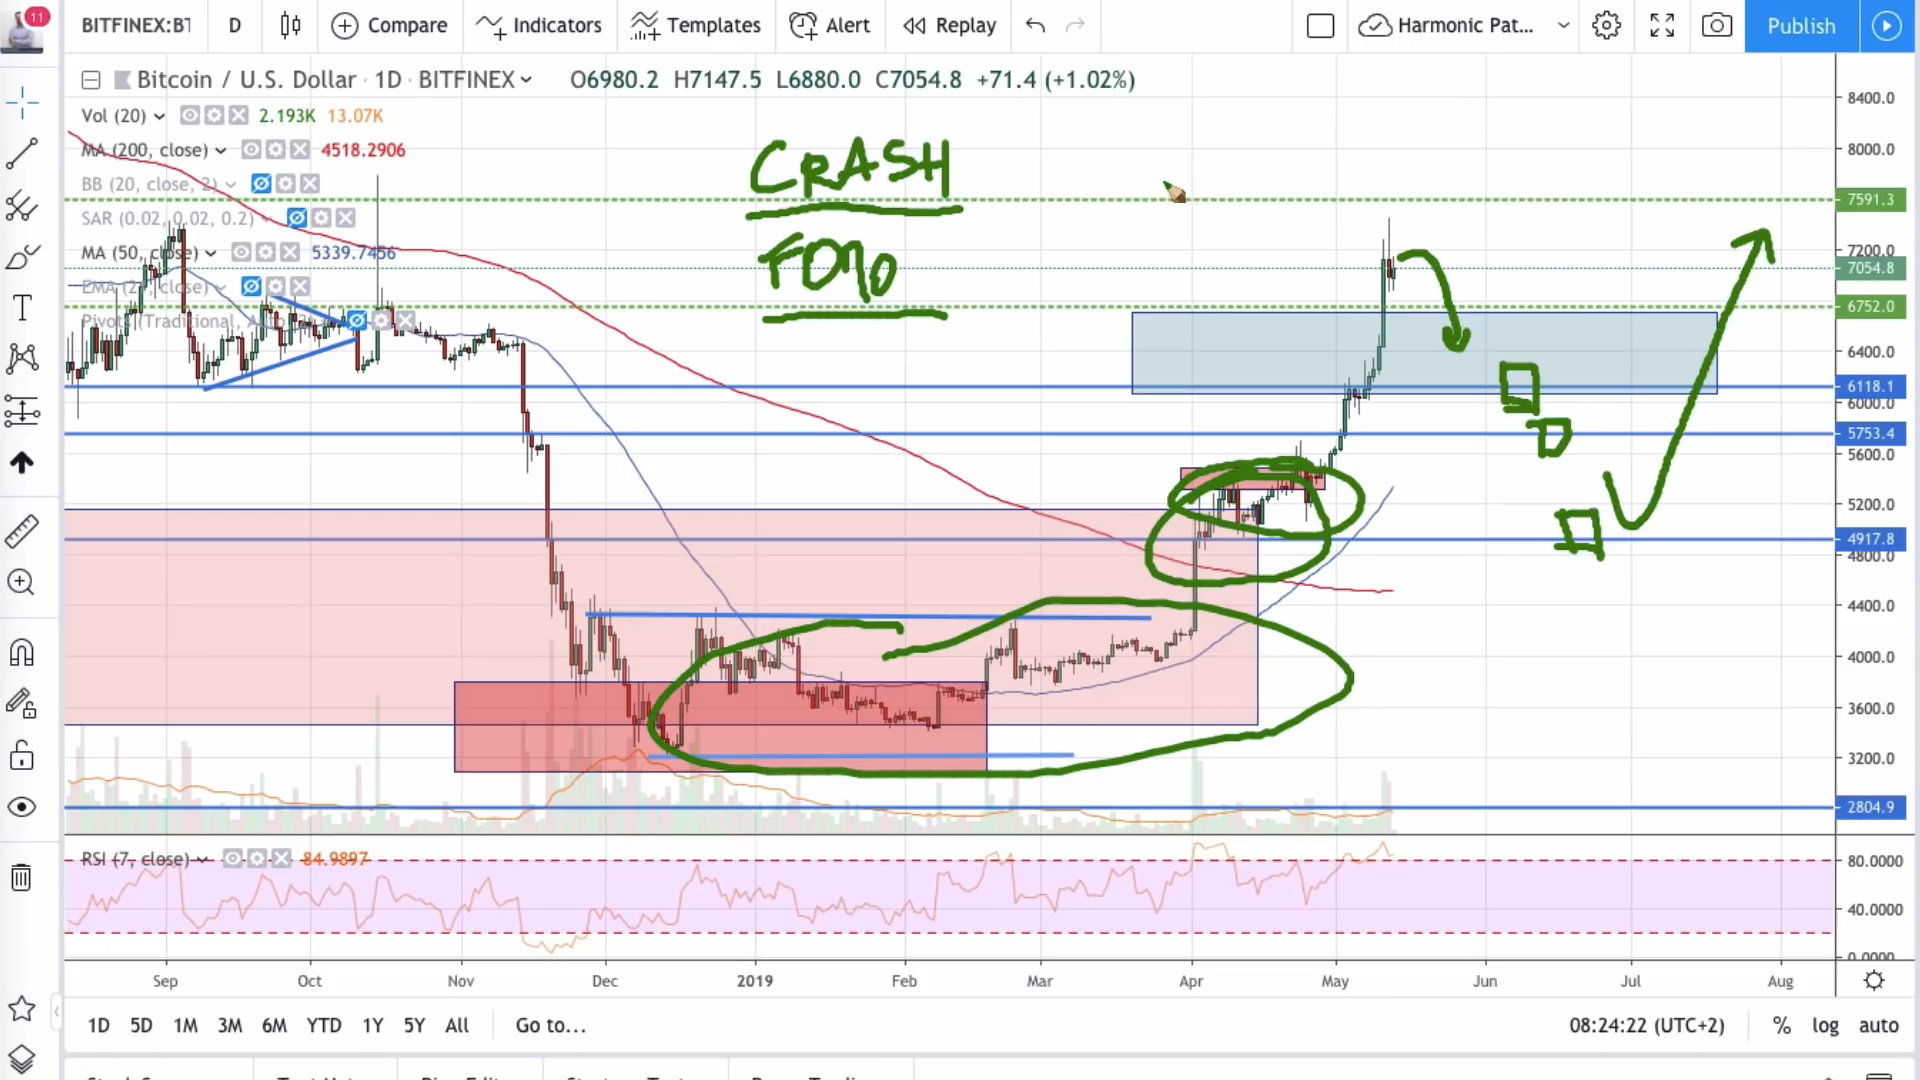 11
BITFINEX:BT D Compare Indicators Templates Alert Replay Harmonic Pat... Publish
Bitcoin / U.S. Dollar · 1D · BITFINEX O6980.2 H7147.5 L6880.0 C7054.8 +71.4 (+1.02%)
8400.0
Vol (20) 2.193K 13.07K
MA (200, close) 4518.2906
CRASH
8000.0
BB (20, close, 2)
7591.3
SAR (0.02, 0.02, 0.2)
MA (50, close) 5339.7456
FOMO
7200.0
7054.8
6752.0
6400.0
6118.1
6000.0
5753.4
5600.0
5200.0
4917.8
4800.0
4400.0
4000.0
3600.0
3200.0
2804.9
RSI (7, close) 84.9897
80.0000
40.0000
0.0000
Sep Oct Nov Dec 2019 Feb Mar Apr May Jun Jul Aug
1D 5D 1M 3M 6M YTD 1Y 5Y All Go to... 08:24:22 (UTC+2) % log auto